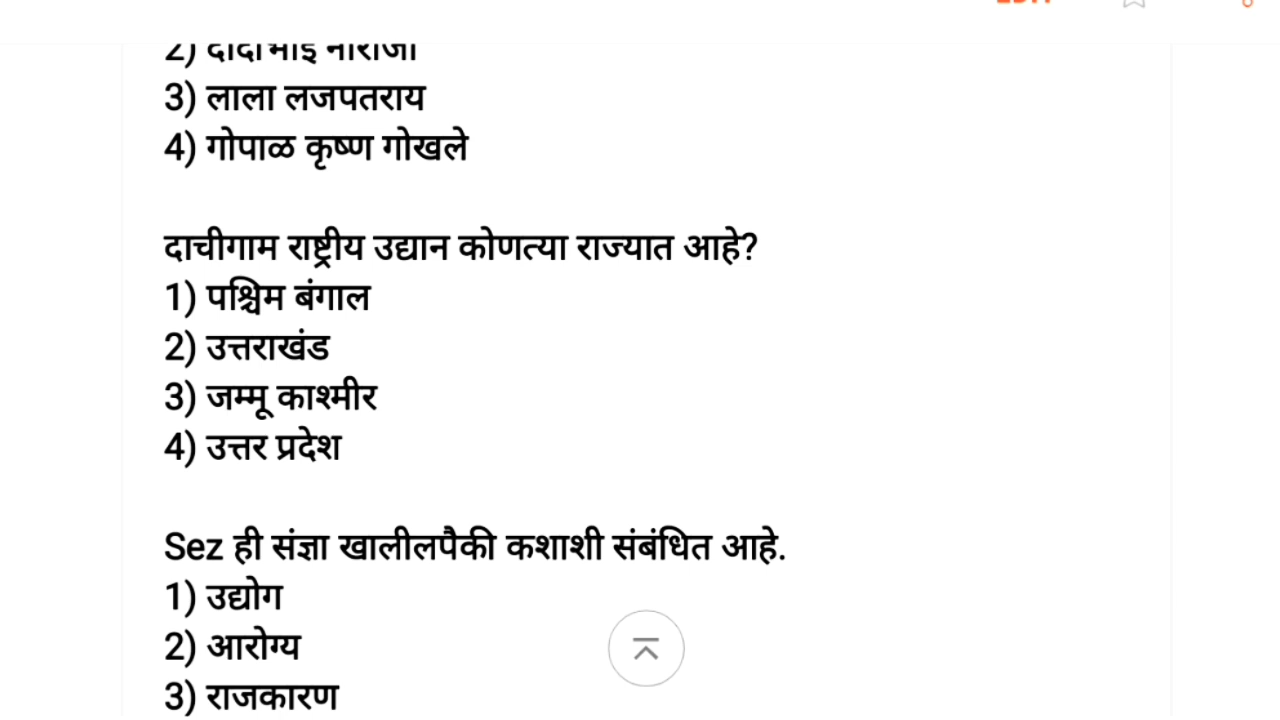 2) दादाभाई नौरोजी
3) लाला लजपतराय
4) गोपाळ कृष्ण गोखले
दाचीगाम राष्ट्रीय उद्यान कोणत्या राज्यात आहे?
1) पश्चिम बंगाल
2) उत्तराखंड
3) जम्मू काश्मीर
4) उत्तर प्रदेश
Sez ही संज्ञा खालीलपैकी कशाशी संबंधित आहे.
1) उद्योग
2) आरोग्य
3) राजकारण